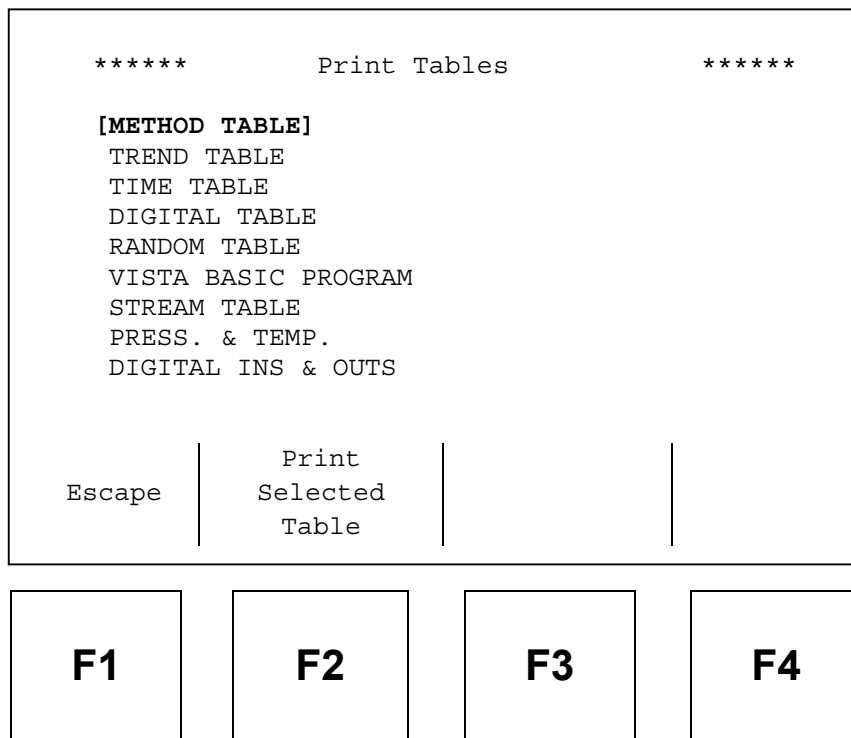 ****** Print Tables ******
[METHOD TABLE]
TREND TABLE
TIME TABLE
DIGITAL TABLE
RANDOM TABLE
VISTA BASIC PROGRAM
STREAM TABLE
PRESS. & TEMP.
DIGITAL INS & OUTS
Escape
Print
Selected
Table
F1 F2 F3 F4